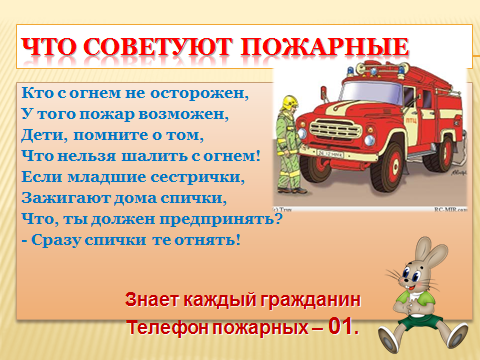 ЧТО СОВЕТУЮТ ПОЖАРНЫЕ
Кто с огнем не осторожен,
У того пожар возможен,
Дети, помните о том,
Что нельзя шалить с огнем!
Если младшие сестрички,
Зажигают дома спички,
Что, ты должен предпринять?
- Сразу спички те отнять!
Знает каждый гражданин
Телефон пожарных – 01.